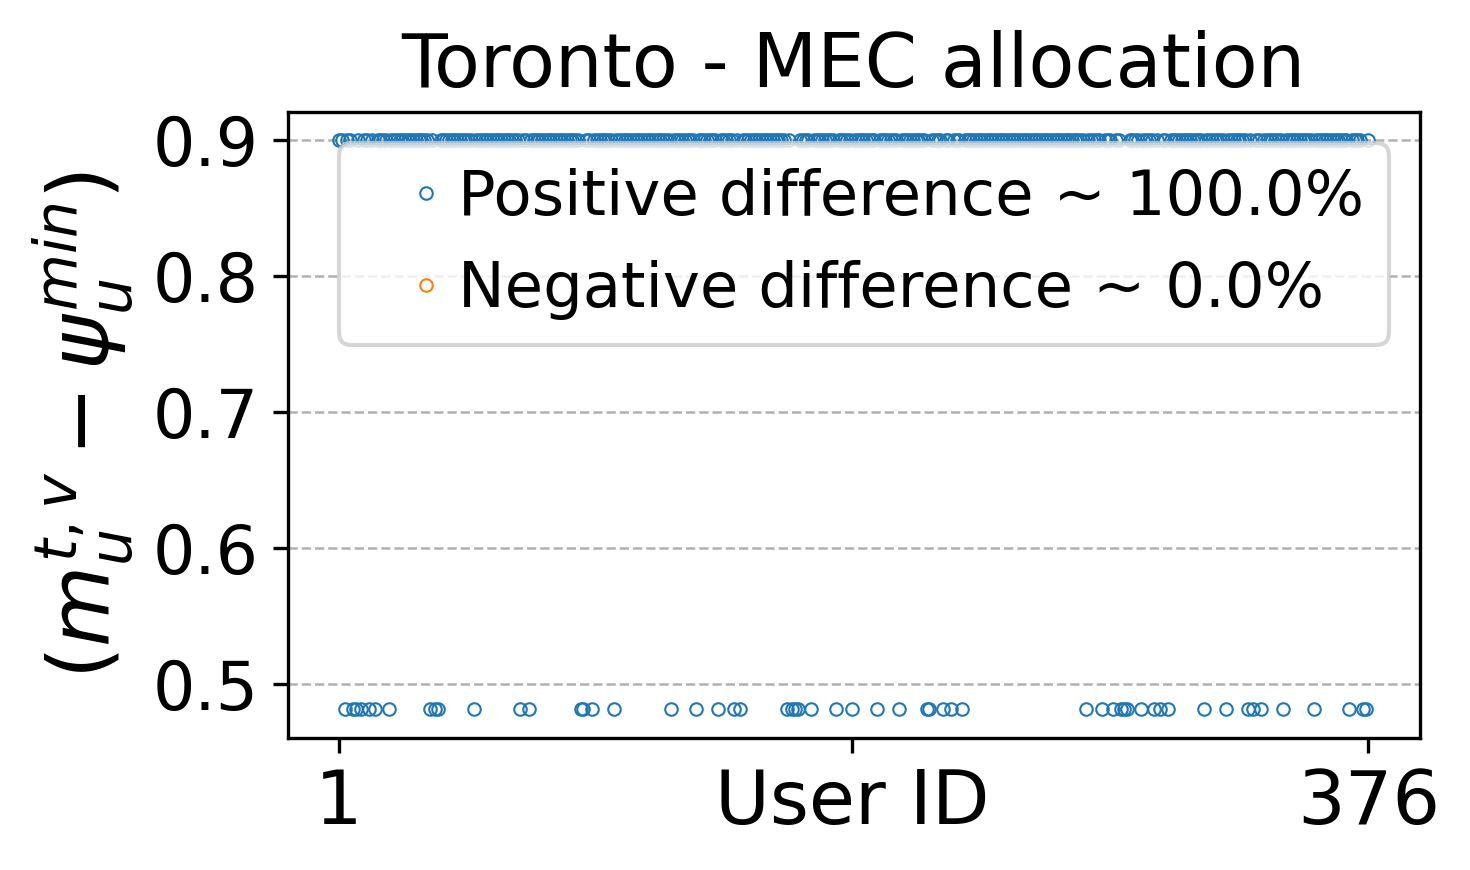 Toronto - MEC allocation
(m_u^{t,v} − ψ_u^{min})
0.9
0.8
0.7
0.6
0.5
Positive difference ~ 100.0%
Negative difference ~ 0.0%
1 User ID 376